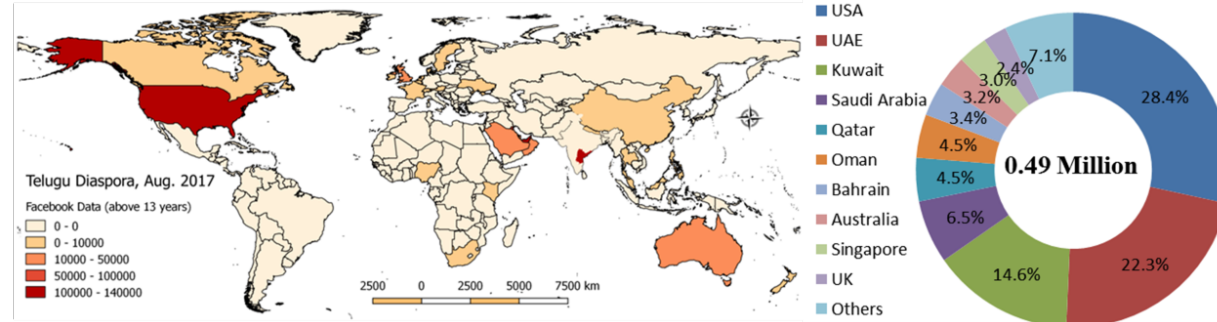 Telugu Diaspora, Aug. 2017
Facebook Data (above 13 years)
0 - 0
0 - 10000
10000 - 50000
50000 - 100000
100000 - 140000
2500 0 2500 5000 7500 km
USA
UAE
Kuwait
Saudi Arabia
Qatar
Oman
Bahrain
Australia
Singapore
UK
Others
28.4%
22.3%
14.6%
6.5%
4.5%
4.5%
3.4%
3.2%
3.0%
2.4%
7.1%
0.49 Million